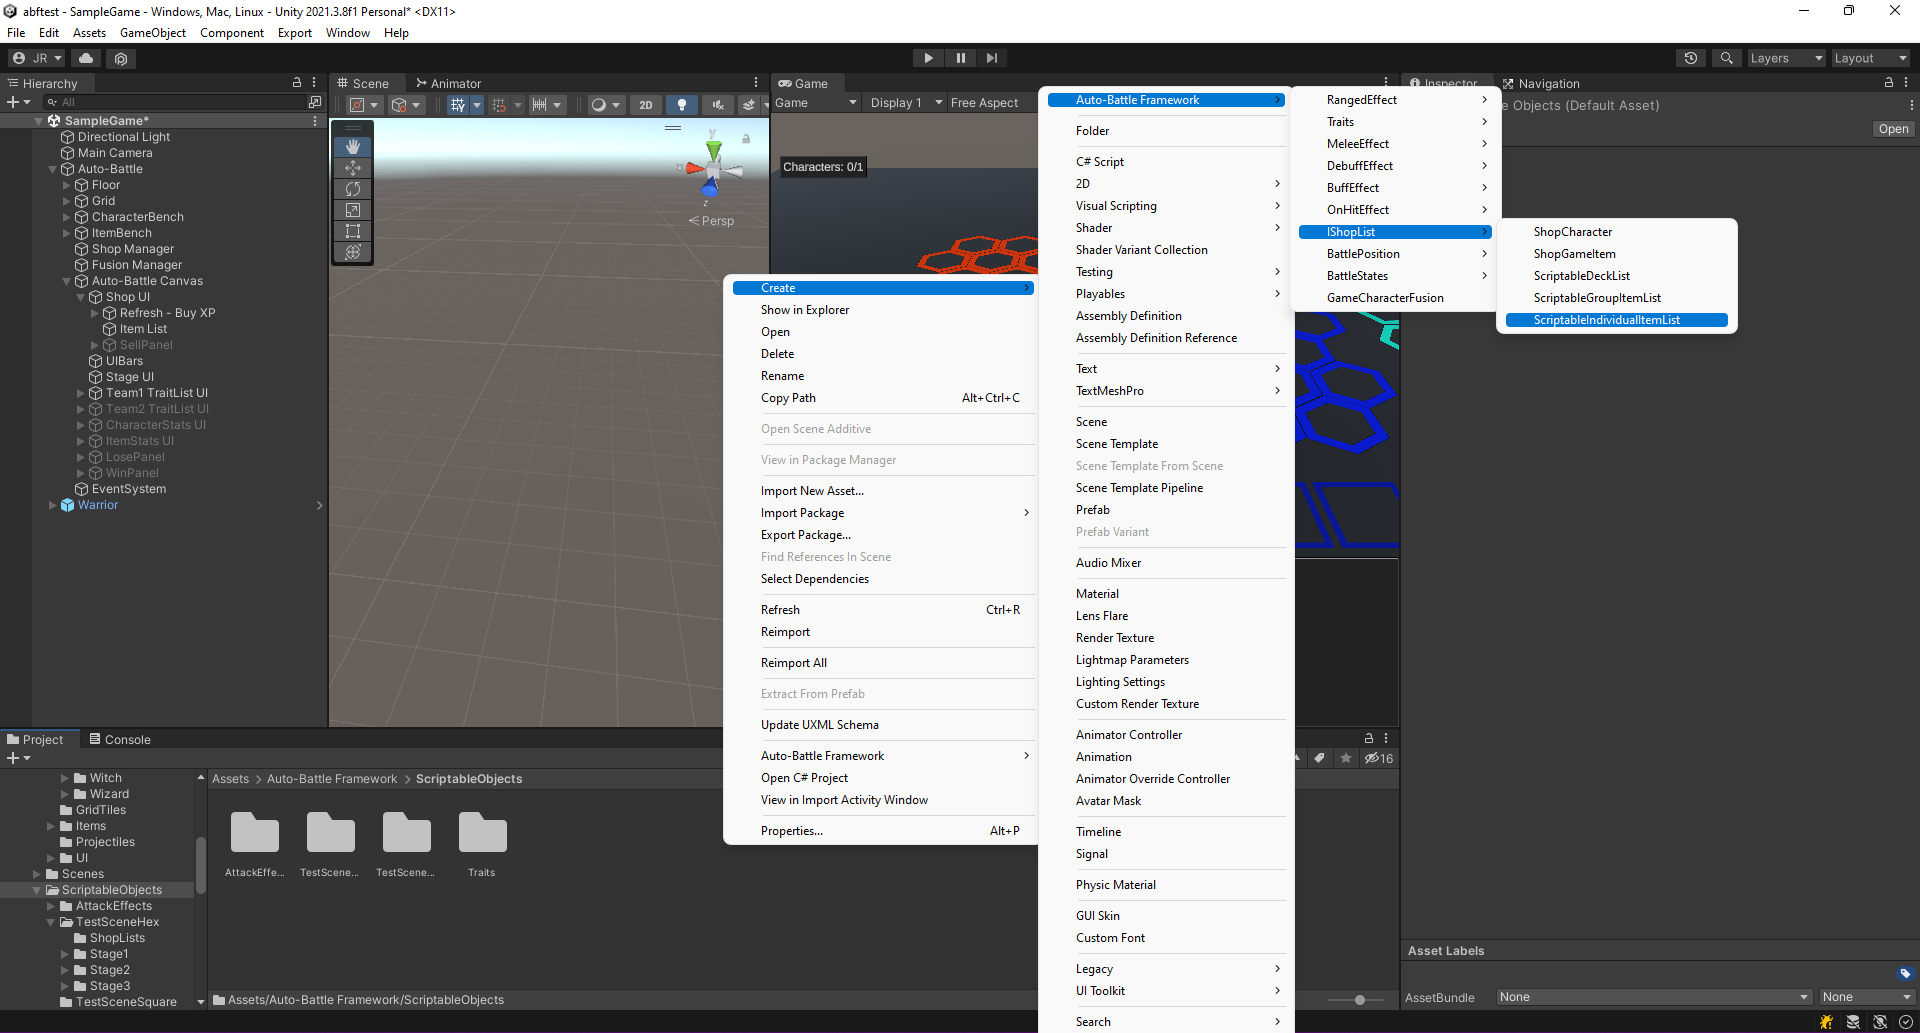 abftest - SampleGame - Windows, Mac, Linux - Unity 2021.3.8f1 Personal* <DX11>
File Edit Assets GameObject Component Export Window Help
JR
Layers
Layout
Hierarchy
All
SampleGame*
Directional Light
Main Camera
Auto-Battle
Floor
Grid
CharacterBench
ItemBench
Shop Manager
Fusion Manager
Auto-Battle Canvas
Shop UI
Refresh - Buy XP
Item List
SellPanel
UIBars
Stage UI
Team1 TraitList UI
Team2 TraitList UI
CharacterStats UI
ItemStats UI
LosePanel
WinPanel
EventSystem
Warrior
Scene
Animator
2D
y
x
z
Persp
Game
Game
Display 1
Free Aspect
Characters: 0/1
Create
Show in Explorer
Open
Delete
Rename
Copy Path Alt+Ctrl+C
Open Scene Additive
View in Package Manager
Import New Asset...
Import Package
Export Package...
Find References In Scene
Select Dependencies
Refresh Ctrl+R
Reimport
Reimport All
Extract From Prefab
Update UXML Schema
Auto-Battle Framework
Open C# Project
View in Import Activity Window
Properties... Alt+P
Auto-Battle Framework
Folder
C# Script
2D
Visual Scripting
Shader
Shader Variant Collection
Testing
Playables
Assembly Definition
Assembly Definition Reference
Text
TextMeshPro
Scene
Scene Template
Scene Template From Scene
Scene Template Pipeline
Prefab
Prefab Variant
Audio Mixer
Material
Lens Flare
Render Texture
Lightmap Parameters
Lighting Settings
Custom Render Texture
Animator Controller
Animation
Animator Override Controller
Avatar Mask
Timeline
Signal
Physic Material
GUI Skin
Custom Font
Legacy
UI Toolkit
Search
RangedEffect
Traits
MeleeEffect
DebuffEffect
BuffEffect
OnHitEffect
IShopList
BattlePosition
BattleStates
GameCharacterFusion
ShopCharacter
ShopGameItem
ScriptableDeckList
ScriptableGroupItemList
ScriptableIndividualItemList
Inspector
Navigation
e Objects (Default Asset)
Open
Asset Labels
AssetBundle None None
Project
Console
16
Witch
Wizard
GridTiles
Items
Projectiles
UI
Scenes
ScriptableObjects
AttackEffects
TestSceneHex
ShopLists
Stage1
Stage2
Stage3
TestSceneSquare
Assets > Auto-Battle Framework > ScriptableObjects
AttackEffe... TestScene... TestScene... Traits
Assets/Auto-Battle Framework/ScriptableObjects